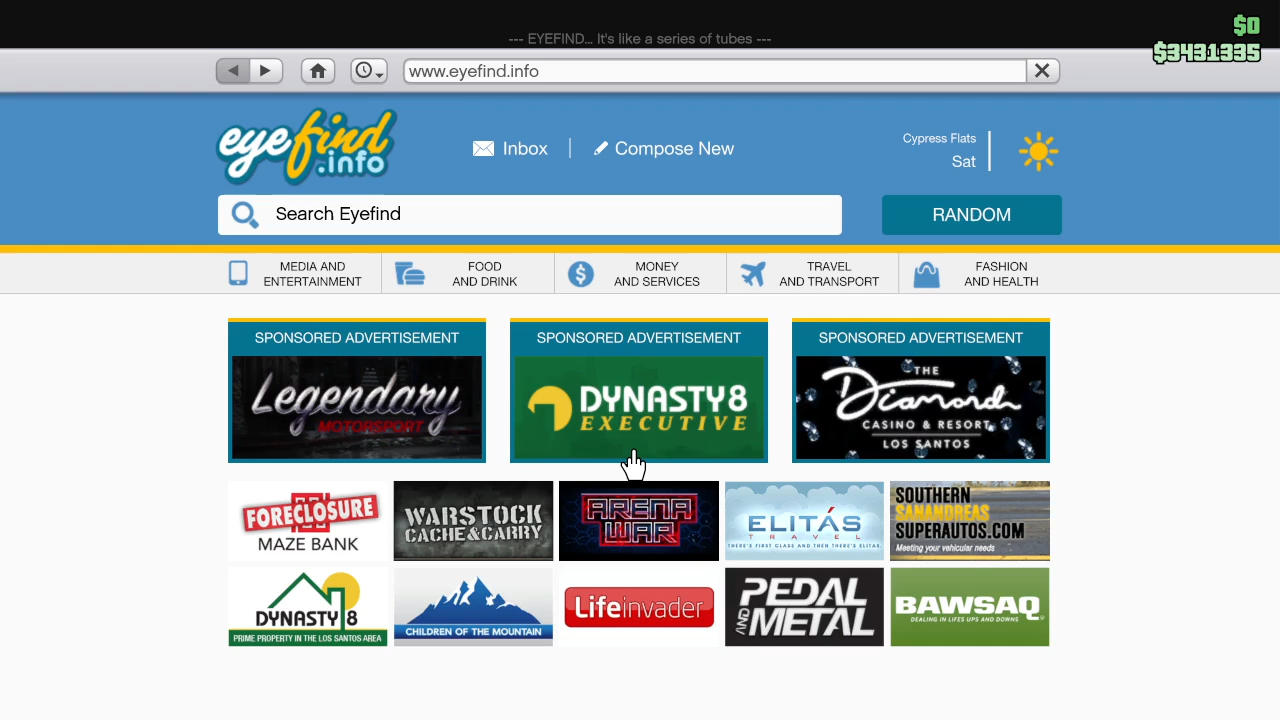 $0
--- EYEFIND... It's like a series of tubes ---
$3431335
www.eyefind.info
eyefind
.info
Inbox
Compose New
Cypress Flats
Sat
Search Eyefind
RANDOM
MEDIA AND
ENTERTAINMENT
FOOD
AND DRINK
MONEY
AND SERVICES
TRAVEL
AND TRANSPORT
FASHION
AND HEALTH
SPONSORED ADVERTISEMENT
Legendary
MOTORSPORT
SPONSORED ADVERTISEMENT
DYNASTY8
EXECUTIVE
SPONSORED ADVERTISEMENT
THE
Diamond
CASINO & RESORT
LOS SANTOS
FORECLOSURE
MAZE BANK
WARSTOCK
CACHE&CARRY
ARENA
WAR
ELITÁS
TRAVEL
THERE'S FIRST CLASS AND THEN THERE'S ELITAS
SOUTHERN
SANANDREAS
SUPERAUTOS.COM
Meeting your vehicular needs
DYNASTY 8
PRIME PROPERTY IN THE LOS SANTOS AREA
CHILDREN OF THE MOUNTAIN
Lifeinvader
PEDAL
AND METAL
BAWSAQ
DEALING IN LIFES UPS AND DOWNS